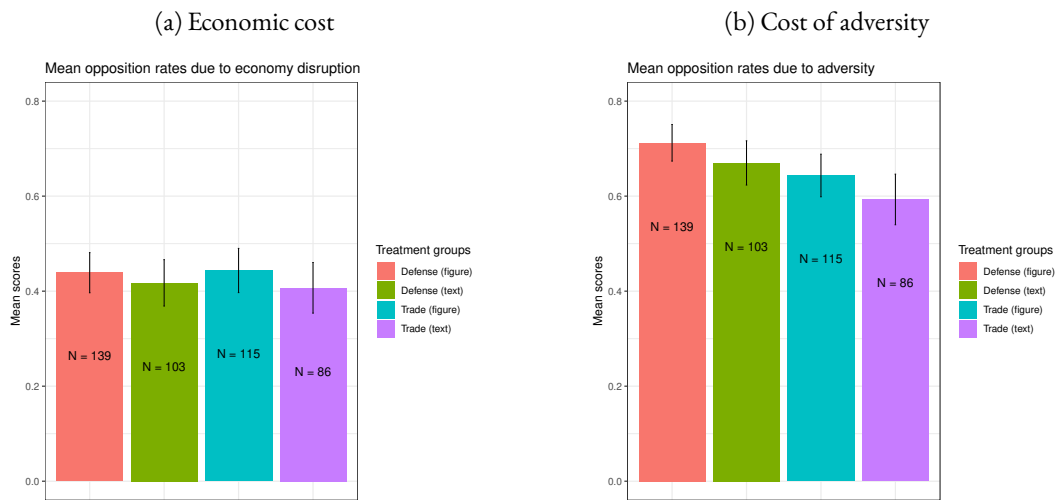 (a) Economic cost
Mean opposition rates due to economy disruption
Mean scores
0.8
0.6
0.4
0.2
0.0
N = 139
N = 103
N = 115
N = 86
Treatment groups
Defense (figure)
Defense (text)
Trade (figure)
Trade (text)
(b) Cost of adversity
Mean opposition rates due to adversity
Mean scores
0.8
0.6
0.4
0.2
0.0
N = 139
N = 103
N = 115
N = 86
Treatment groups
Defense (figure)
Defense (text)
Trade (figure)
Trade (text)